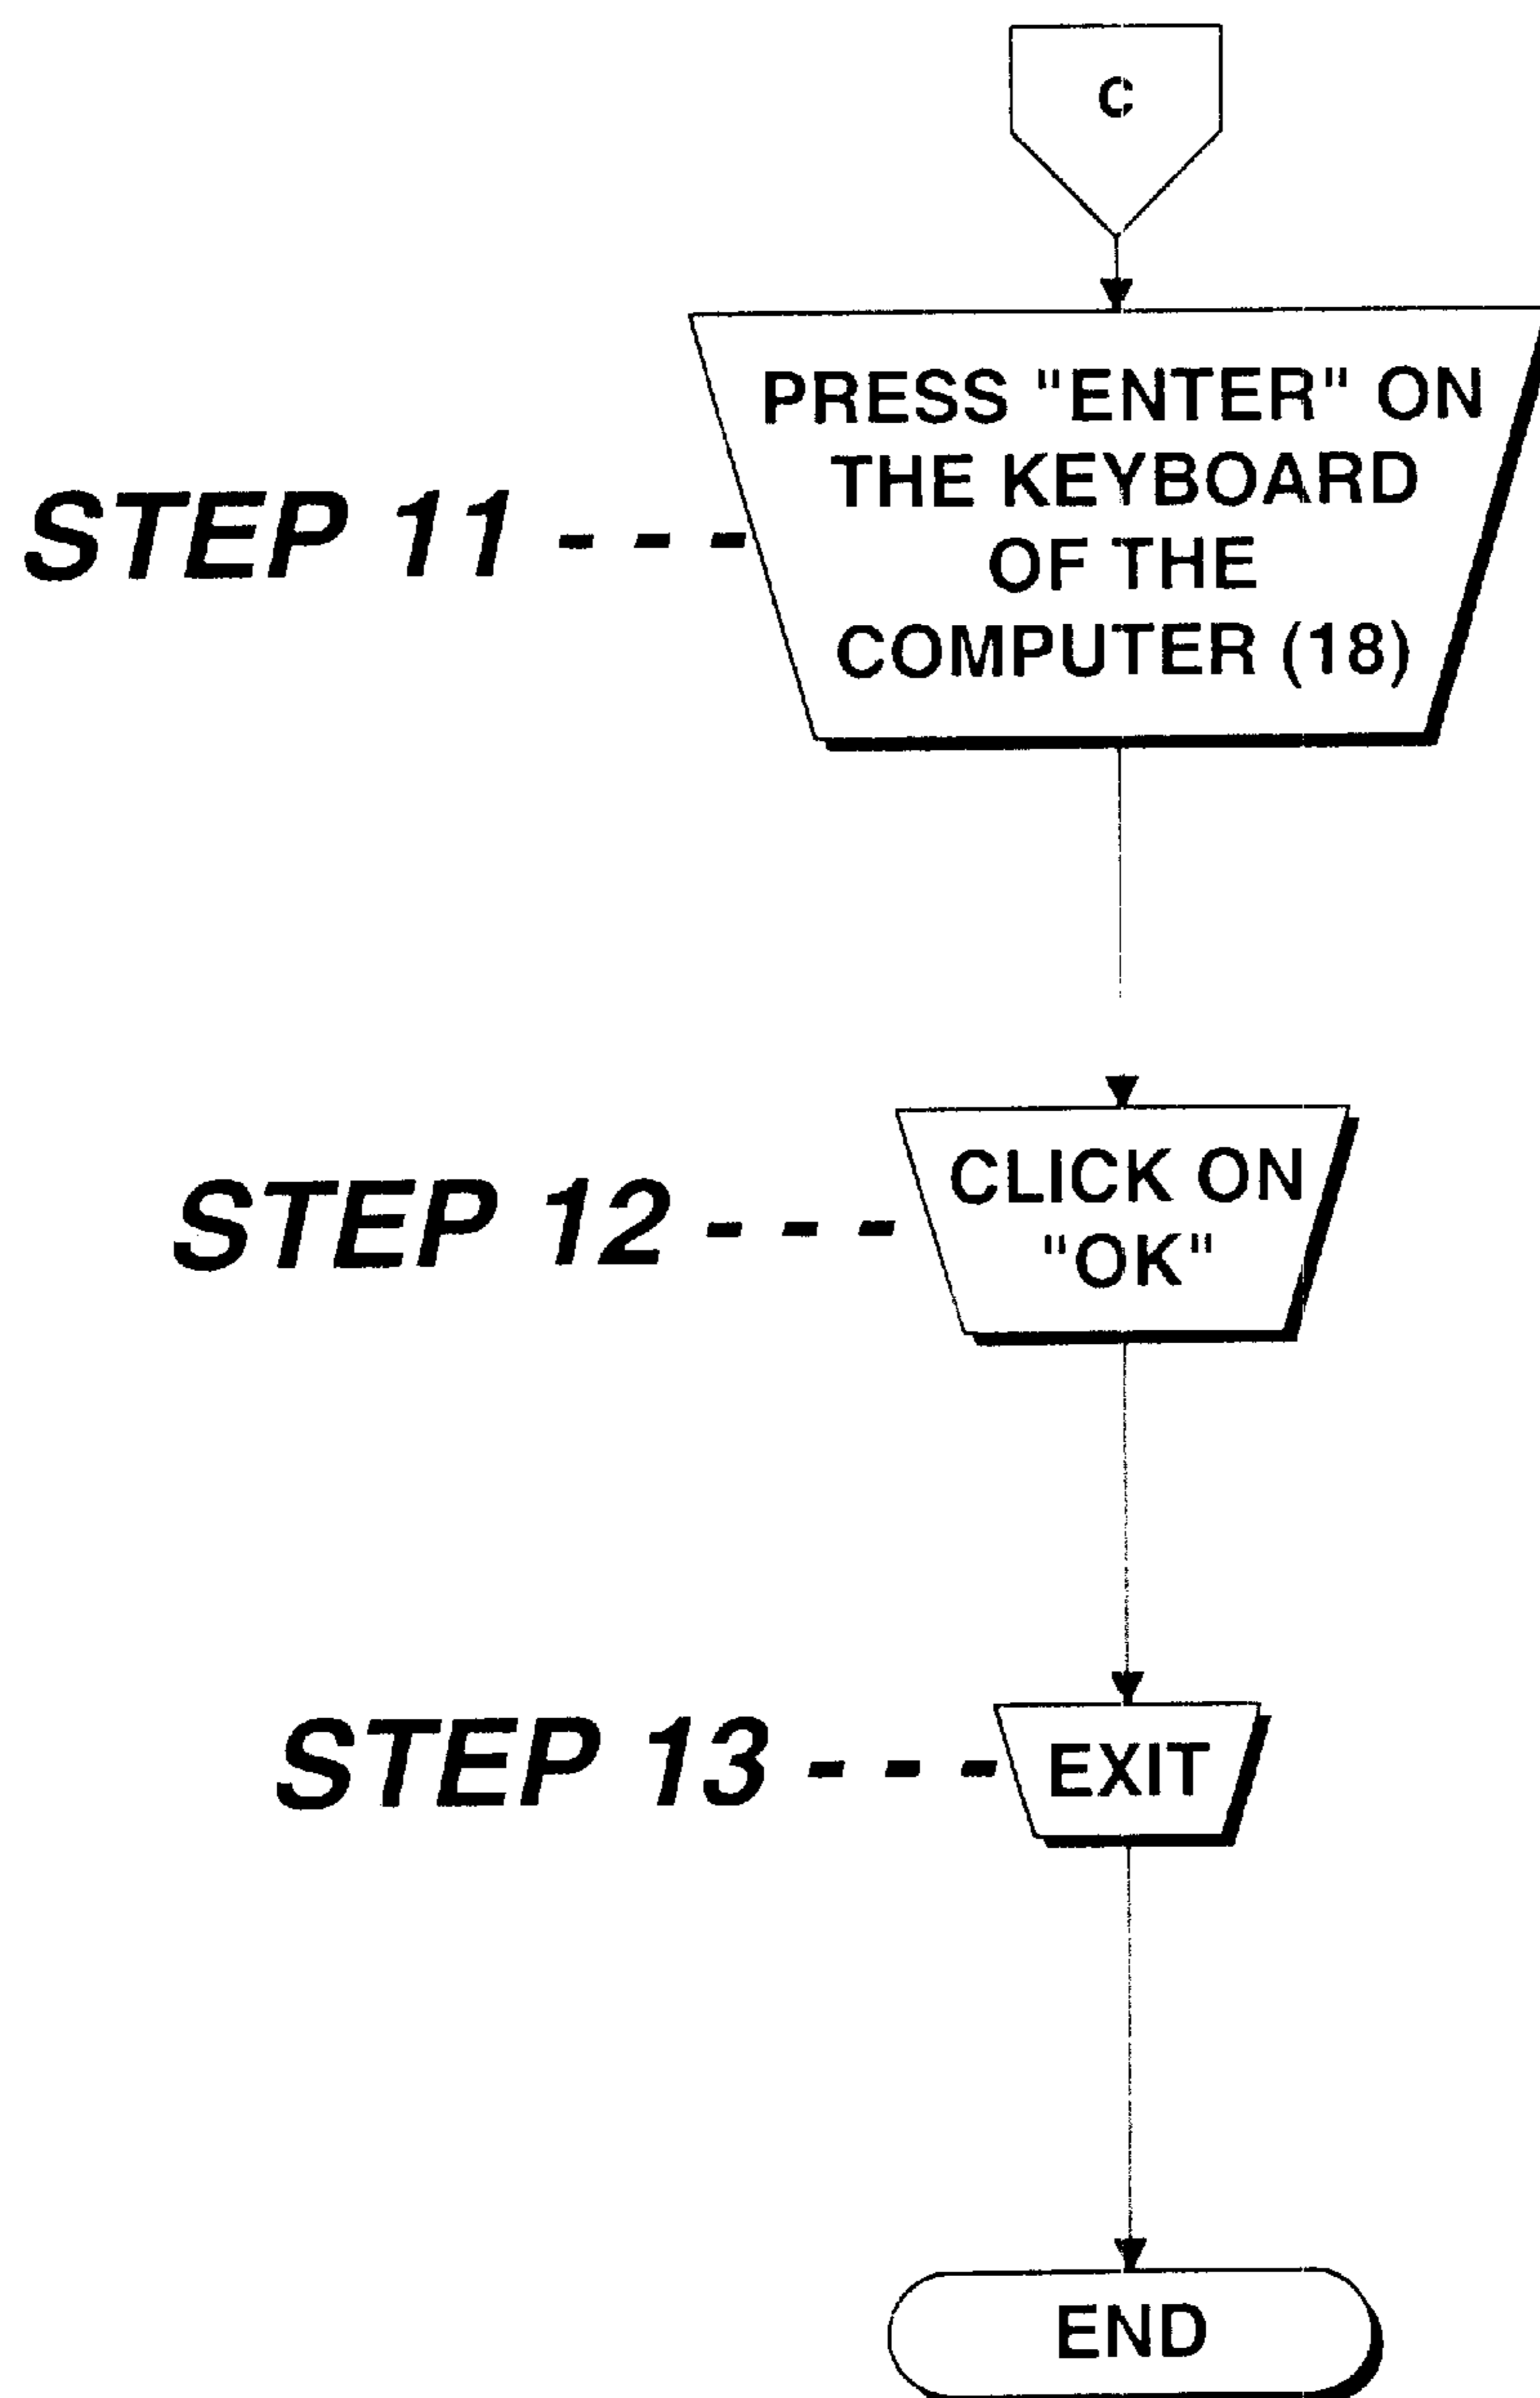 C
PRESS "ENTER" ON
THE KEYBOARD
STEP 11 - - -
OF THE
COMPUTER (18)
CLICK ON
STEP 12 - - -
"OK"
STEP 13 - - - EXIT
END